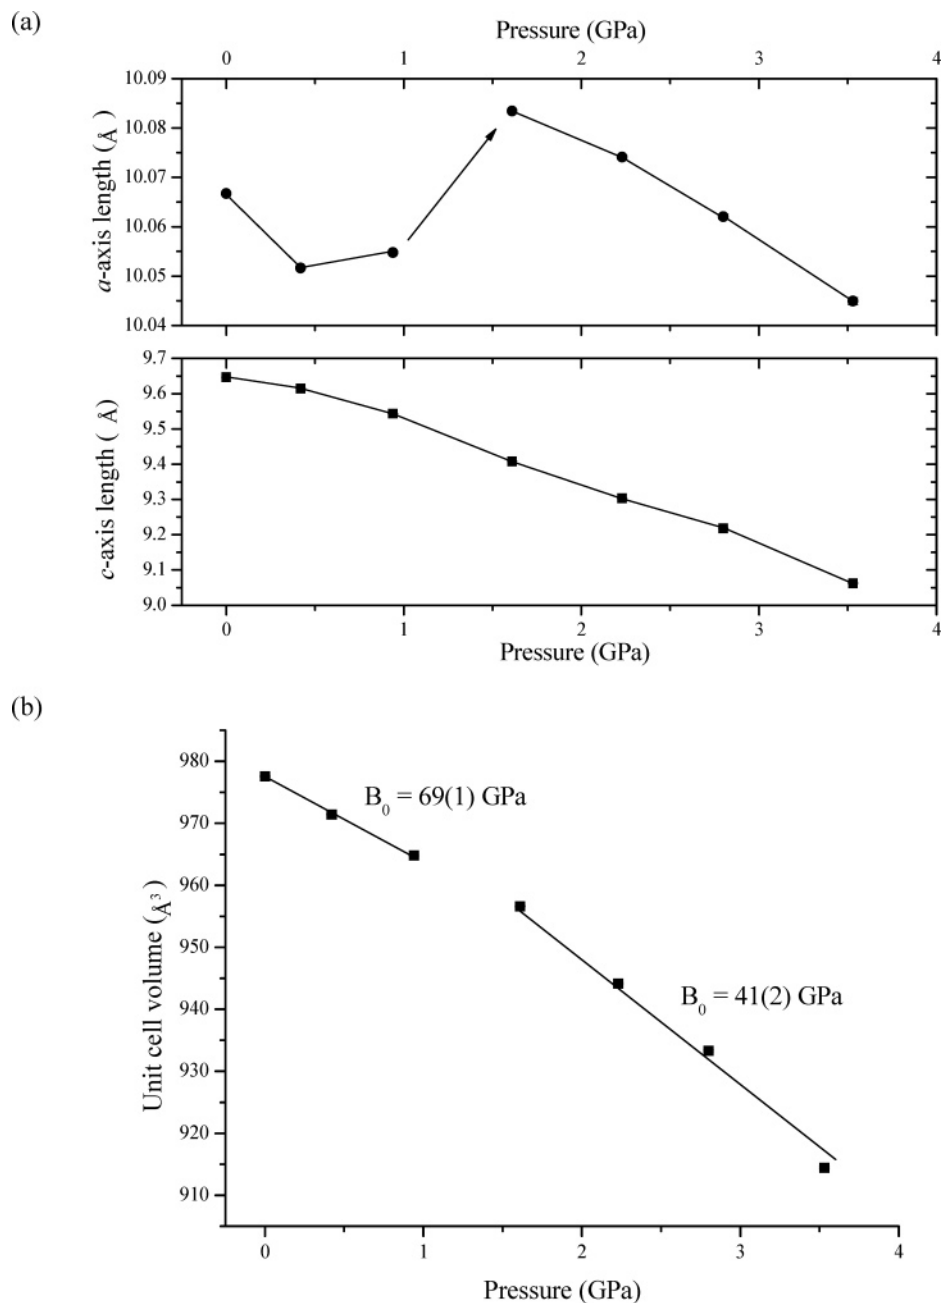 (a)
Pressure (GPa)
0 1 2 3 4
a-axis length (Å)
10.09
10.08
10.07
10.06
10.05
10.04
c-axis length ( Å)
9.7
9.6
9.5
9.4
9.3
9.2
9.1
9.0
0 1 2 3 4
Pressure (GPa)
(b)
Unit cell volume (Å³)
980
970
960
950
940
930
920
910
B₀ = 69(1) GPa
B₀ = 41(2) GPa
0 1 2 3 4
Pressure (GPa)